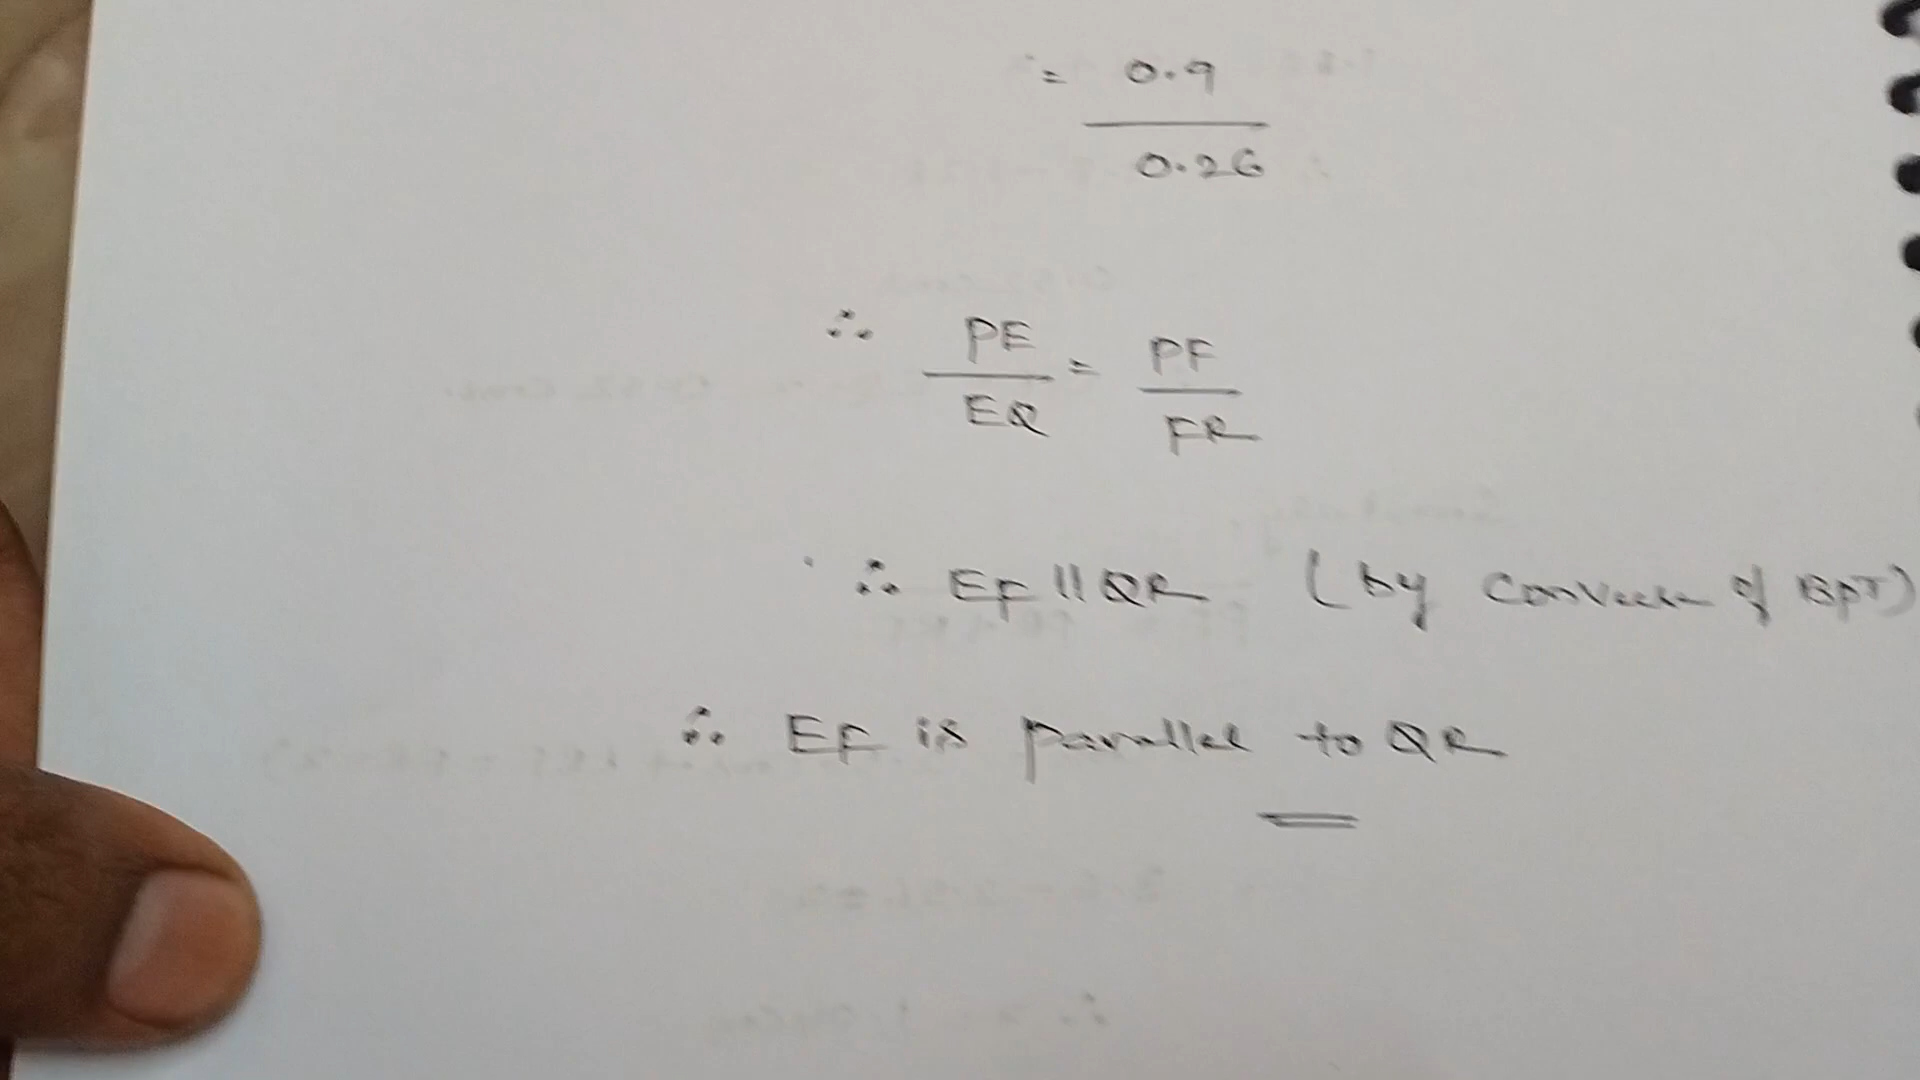 = 0.9
0.26
∴ PE = PF
EQ FR
∴ EF || QR (by Converse of BPT)
∴ EF is parallel to QR